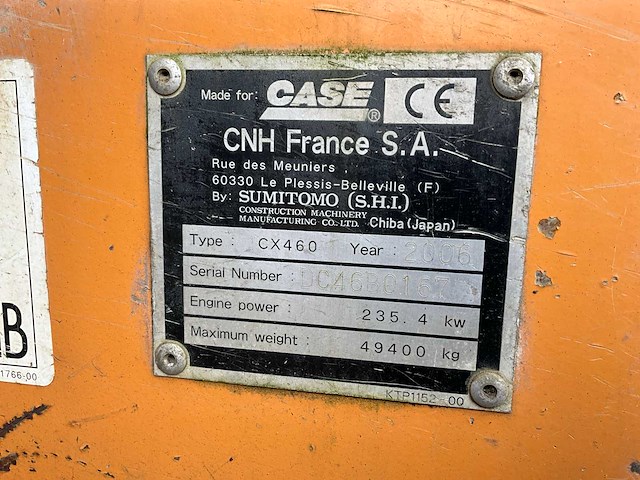 Made for: CASE ® CE
CNH France S.A.
Rue des Meuniers
60330 Le Plessis-Belleville (F)
By: SUMITOMO (S.H.I.)
CONSTRUCTION MACHINERY
MANUFACTURING CO., LTD. Chiba (Japan)
Type: CX460 Year: 2006
Serial Number:
Engine power: 235.4 kw
Maximum weight: 49400 kg
KTP1152-00
B
1766-00